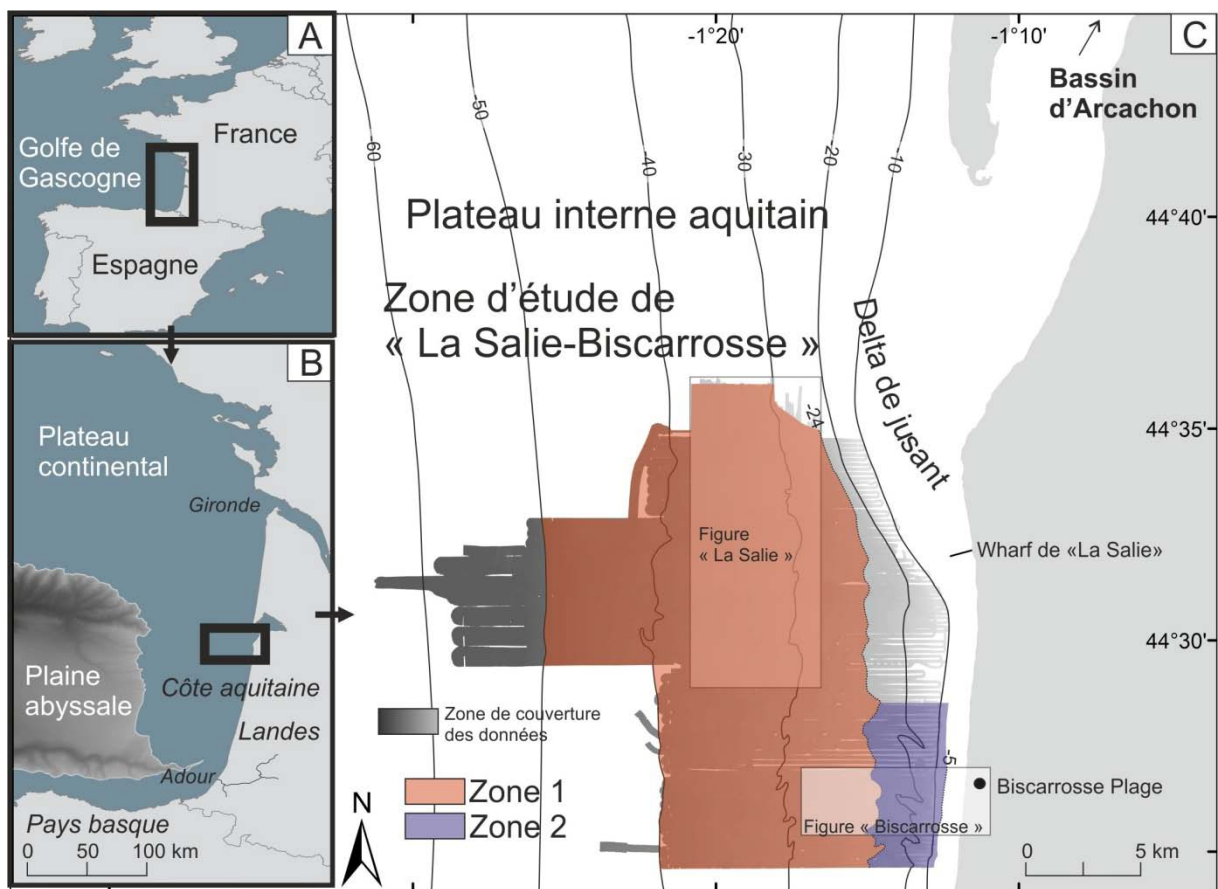 A
France
Golfe de
Gascogne
Espagne
B
Plateau
continental
Gironde
Plaine
abyssale
Côte aquitaine
Landes
Adour
Pays basque
0 50 100 km
C
-1°20'
-1°10'
Bassin
d'Arcachon
-60
-50
-40
-30
-20
-10
44°40'
Plateau interne aquitain
Zone d'étude de
« La Salie-Biscarrosse »
Delta de jusant
-24
44°35'
Figure
« La Salie »
Wharf de «La Salie»
44°30'
Zone de couverture
des données
Zone 1
Zone 2
N
-5
Biscarrosse Plage
Figure « Biscarrosse »
0 5 km